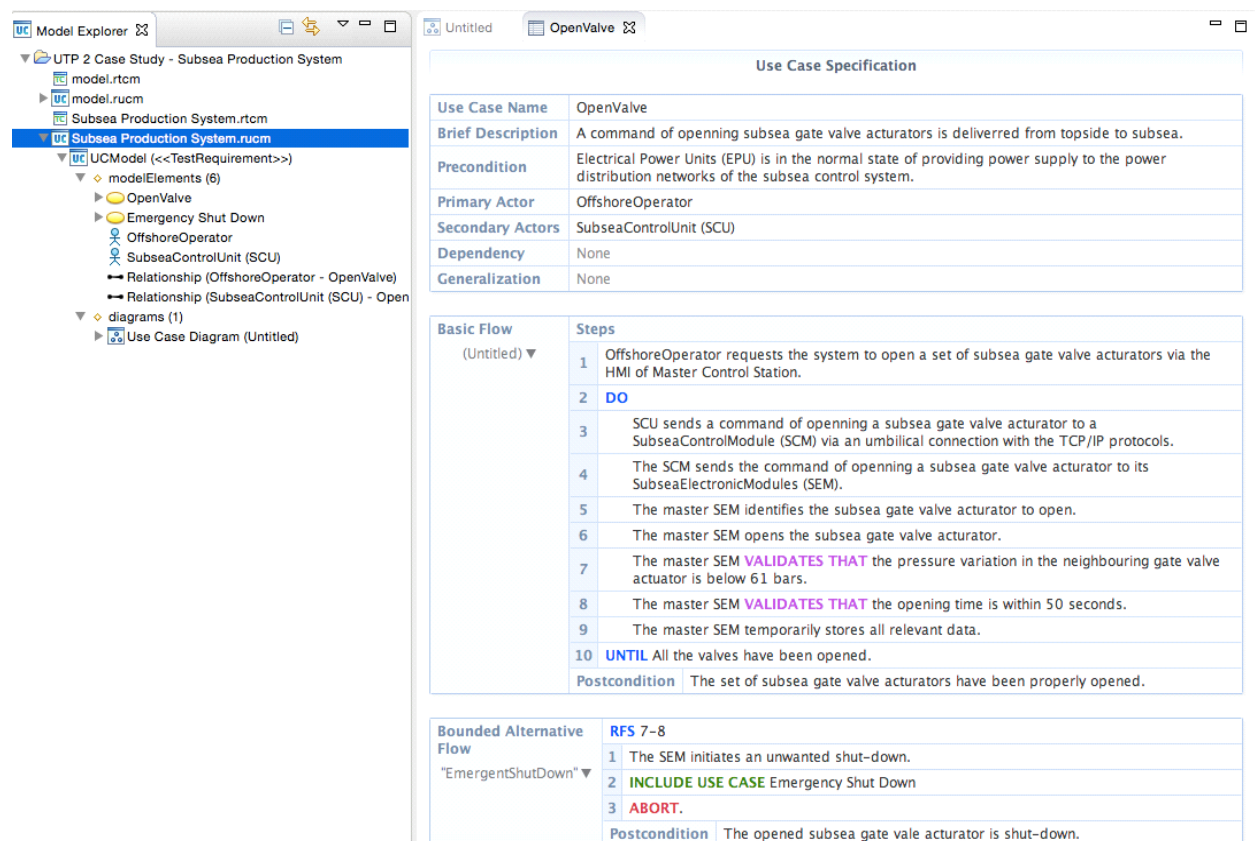 Model Explorer
UTP 2 Case Study - Subsea Production System
model.rtcm
model.rucm
Subsea Production System.rtcm
Subsea Production System.rucm
UCModel (<<TestRequirement>>)
modelElements (6)
OpenValve
Emergency Shut Down
OffshoreOperator
SubseaControlUnit (SCU)
Relationship (OffshoreOperator - OpenValve)
Relationship (SubseaControlUnit (SCU) - Open
diagrams (1)
Use Case Diagram (Untitled)
Untitled
OpenValve
Use Case Specification
Use Case Name OpenValve
Brief Description A command of openning subsea gate valve acturators is deliverred from topside to subsea.
Precondition Electrical Power Units (EPU) is in the normal state of providing power supply to the power
distribution networks of the subsea control system.
Primary Actor OffshoreOperator
Secondary Actors SubseaControlUnit (SCU)
Dependency None
Generalization None
Basic Flow Steps
(Untitled) ▼
1 OffshoreOperator requests the system to open a set of subsea gate valve acturators via the
HMI of Master Control Station.
2 DO
3 SCU sends a command of openning a subsea gate valve acturator to a
SubseaControlModule (SCM) via an umbilical connection with the TCP/IP protocols.
4 The SCM sends the command of openning a subsea gate valve acturator to its
SubseaElectronicModules (SEM).
5 The master SEM identifies the subsea gate valve acturator to open.
6 The master SEM opens the subsea gate valve acturator.
7 The master SEM VALIDATES THAT the pressure variation in the neighbouring gate valve
actuator is below 61 bars.
8 The master SEM VALIDATES THAT the opening time is within 50 seconds.
9 The master SEM temporarily stores all relevant data.
10 UNTIL All the valves have been opened.
Postcondition The set of subsea gate valve acturators have been properly opened.
Bounded Alternative
Flow
"EmergentShutDown" ▼
RFS 7-8
1 The SEM initiates an unwanted shut-down.
2 INCLUDE USE CASE Emergency Shut Down
3 ABORT.
Postcondition The opened subsea gate vale acturator is shut-down.